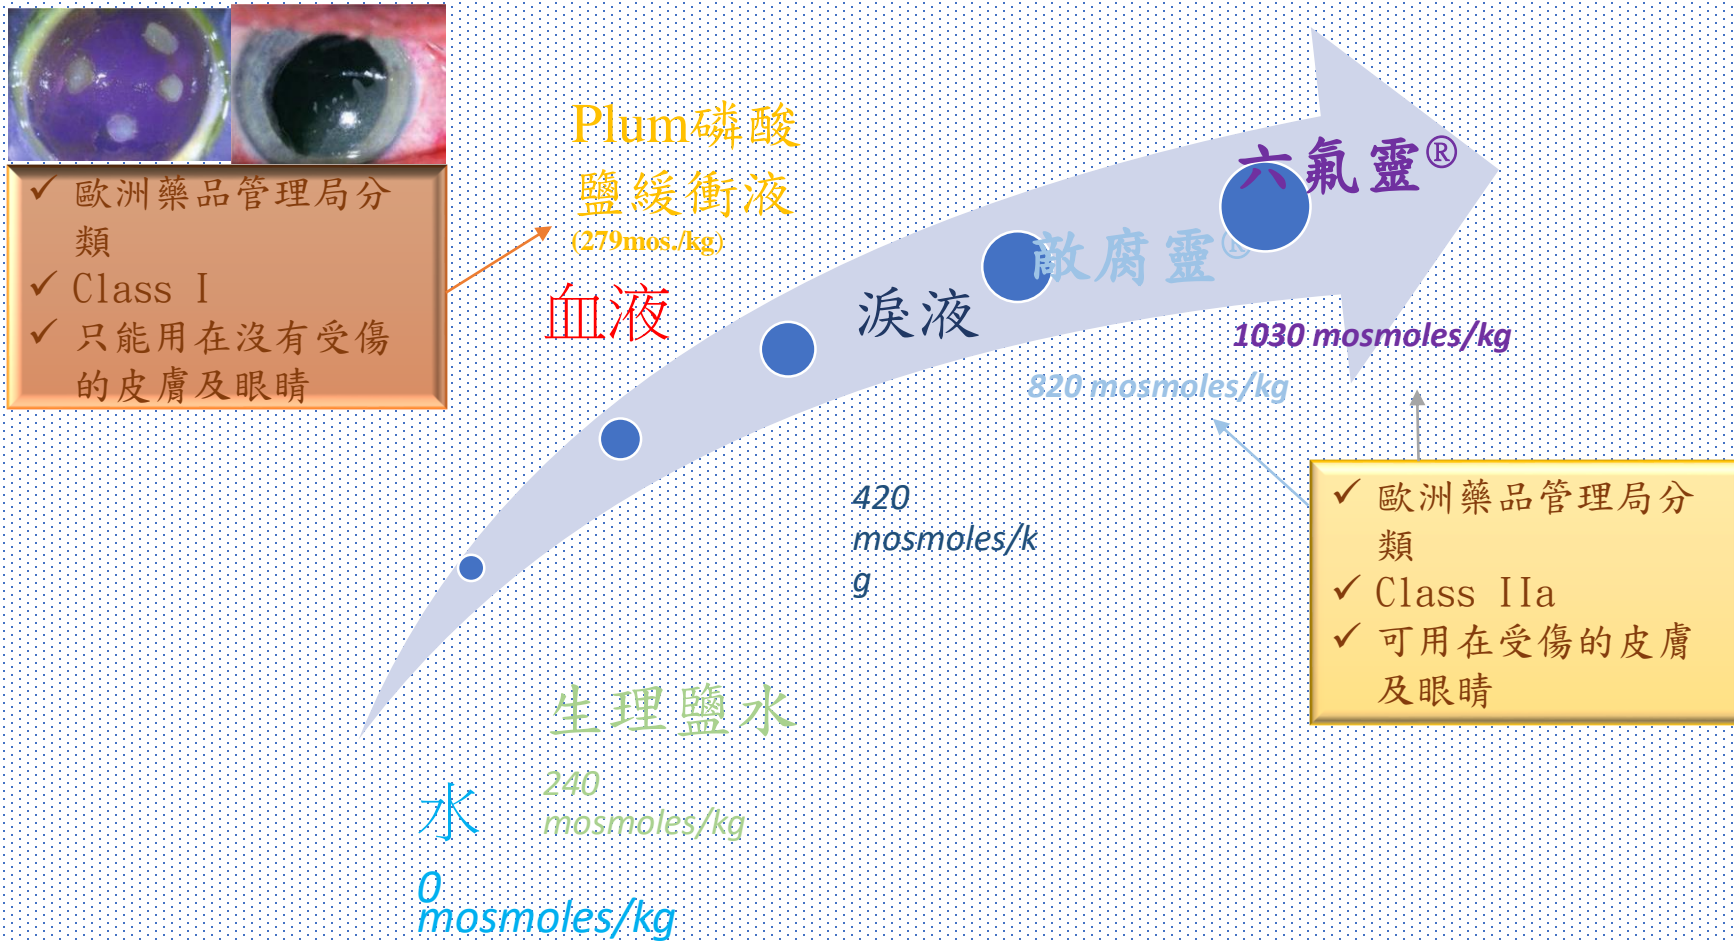 ✓ 歐洲藥品管理局分
類
✓ Class I
✓ 只能用在沒有受傷
的皮膚及眼睛
Plum磷酸
鹽緩衝液
(279mos./kg)
血液
淚液
敵腐靈®
六氟靈®
1030 mosmoles/kg
820 mosmoles/kg
420
mosmoles/k
g
✓ 歐洲藥品管理局分
類
✓ Class IIa
✓ 可用在受傷的皮膚
及眼睛
生理鹽水
240
mosmoles/kg
水
0
mosmoles/kg